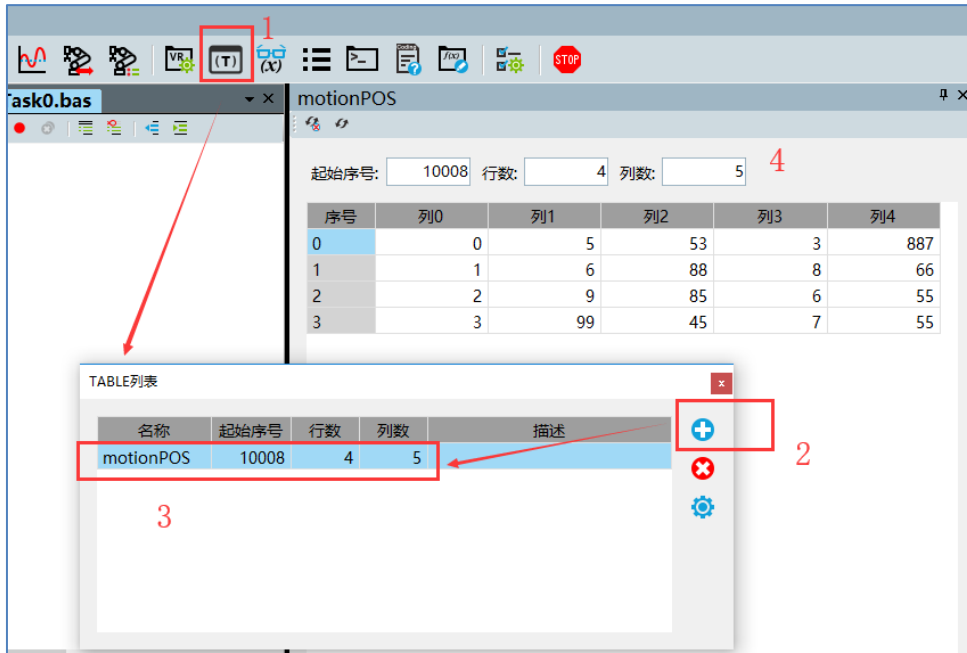 1
VR
(T)
(x)
>_
Coding
?
f(x)
STOP
Task0.bas
motionPOS
起始序号: 10008 行数: 4 列数: 5
4
序号 列0 列1 列2 列3 列4
0 0 5 53 3 887
1 1 6 88 8 66
2 2 9 85 6 55
3 3 99 45 7 55
TABLE列表
x
名称 起始序号 行数 列数 描述
motionPOS 10008 4 5
2
3